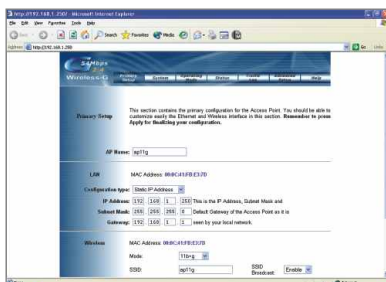 http://192.168.1.250/ - Microsoft Internet Explorer
File Edit View Favorites Tools Help
Back Search Favorites Media
Address http://192.168.1.250 Go Links
54Mbps
Wireless-G Primary Setup System Status Help
This section contains the primary configuration for the Access Point. You should be able to
Primary Setup customize easily the Ethernet and Wireless interface in this section. Remember to press
Apply for finalizing your configuration.
AP Name: ap11g
LAN MAC Address:
Configuration type: Static IP Address
IP Address: 192 168 1 250 This is the IP Address, Subnet Mask and
Subnet Mask: 255 255 255 0 Default Gateway of the Access Point as it is
Gateway: 192 168 1 1 seen by your local network.
Wireless MAC Address:
Mode: 11b+g
SSID: ap11g SSID Broadcast: Enable